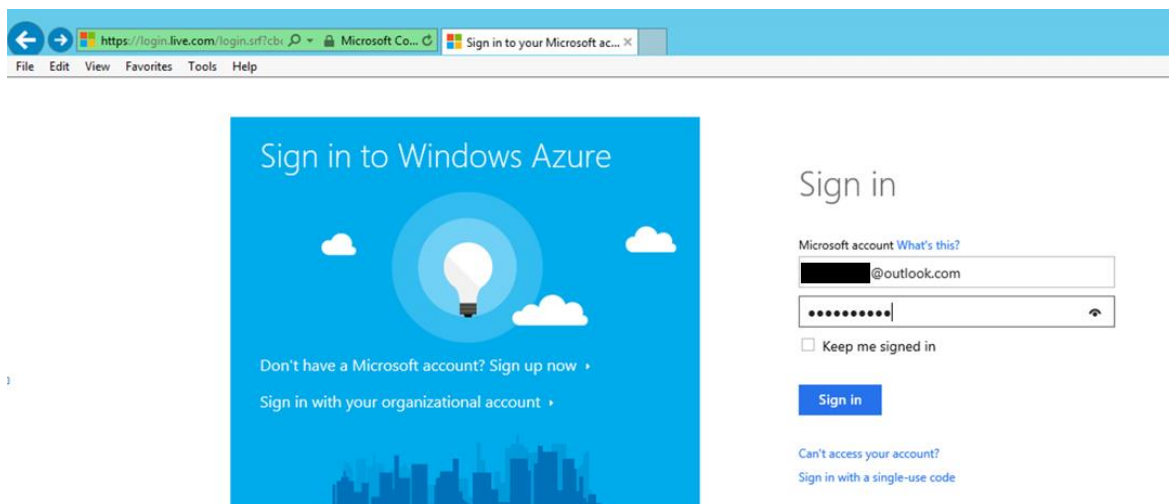 https://login.live.com/login.srf?cb
Microsoft Co...
Sign in to your Microsoft ac...
File Edit View Favorites Tools Help
Sign in to Windows Azure
Don't have a Microsoft account? Sign up now
Sign in with your organizational account
Sign in
Microsoft account What's this?
@outlook.com
Keep me signed in
Sign in
Can't access your account?
Sign in with a single-use code